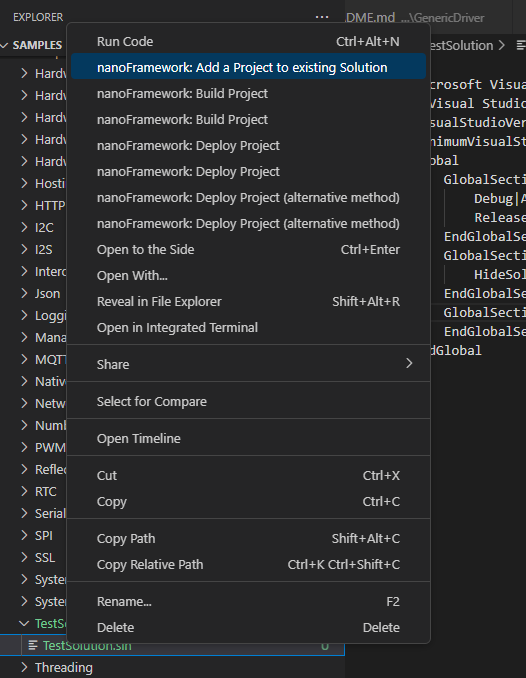 EXPLORER
...
DME.md ...\GenericDriver
SAMPLES
Run Code Ctrl+Alt+N
nanoFramework: Add a Project to existing Solution
nanoFramework: Build Project
nanoFramework: Build Project
nanoFramework: Deploy Project
nanoFramework: Deploy Project
nanoFramework: Deploy Project (alternative method)
nanoFramework: Deploy Project (alternative method)
Open to the Side Ctrl+Enter
Open With...
Reveal in File Explorer Shift+Alt+R
Open in Integrated Terminal
Share
Select for Compare
Open Timeline
Cut Ctrl+X
Copy Ctrl+C
Copy Path Shift+Alt+C
Copy Relative Path Ctrl+K Ctrl+Shift+C
Rename... F2
Delete Delete
Hardw
Hardw
Hardw
Hardw
Hardw
Hosti
HTTP
I2C
I2S
Interc
Json
Loggi
Mana
MQTT
Native
Netw
Numb
PWM
Reflec
RTC
Serial
SPI
SSL
Syste
Syste
TestS
TestSolution.sln U
Threading
estSolution
crosoft Visua
Visual Studio
sualStudioVer
nimumVisualSt
obal
GlobalSecti
Debug|A
Release
EndGlobalSe
GlobalSecti
HideSol
EndGlobalSe
GlobalSecti
EndGlobalSe
dGlobal